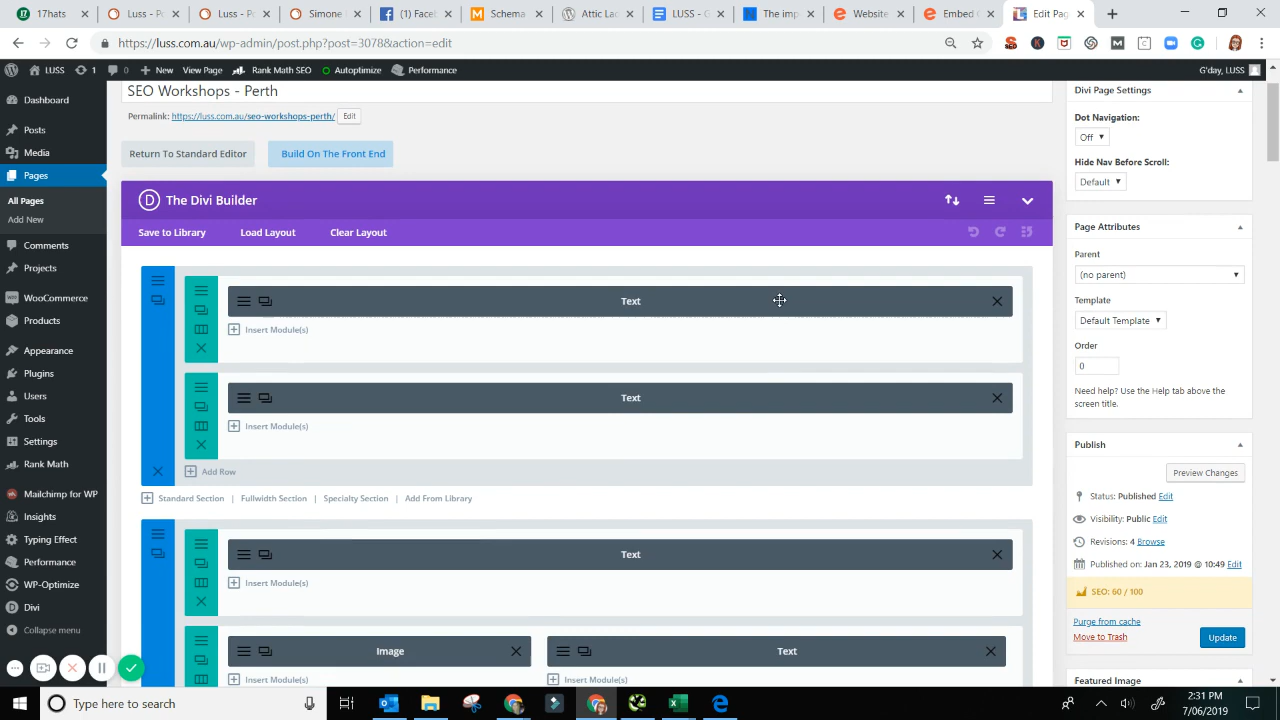 17hats
Luss - Po
Luss - Po
Simone
(1) Faceb
Schema
Attic Lac
LUSS - G
The imp
Website
Embed C
Edit Pag
https://luss.com.au/wp-admin/post.php?post=3078&action=edit
LUSS
1
0
New
View Page
Rank Math SEO
Autoptimize
Performance
G'day, LUSS
Dashboard
Posts
Media
Pages
All Pages
Add New
Comments
Projects
WooCommerce
Products
Appearance
Plugins
Users
Tools
Settings
Rank Math
Mailchimp for WP
Insights
Typing Effect
Performance
WP-Optimize
Divi
Collapse menu
SEO Workshops - Perth
Permalink: https://luss.com.au/seo-workshops-perth/ Edit
Return To Standard Editor
Build On The Front End
D The Divi Builder
Save to Library
Load Layout
Clear Layout
Text
Insert Module(s)
Text
Insert Module(s)
Add Row
Standard Section | Fullwidth Section | Specialty Section | Add From Library
Text
Insert Module(s)
Image
Text
Insert Module(s)
Insert Module(s)
Divi Page Settings
Dot Navigation:
Off
Hide Nav Before Scroll:
Default
Page Attributes
Parent
(no parent)
Template
Default Template
Order
0
Need help? Use the Help tab above the
screen title.
Publish
Preview Changes
Status: Published Edit
Visibility: Public Edit
Revisions: 4 Browse
Published on: Jan 23, 2019 @ 10:49 Edit
SEO: 60 / 100
Purge from cache
Move to Trash
Update
Featured Image
Type here to search
2:31 PM
7/06/2019